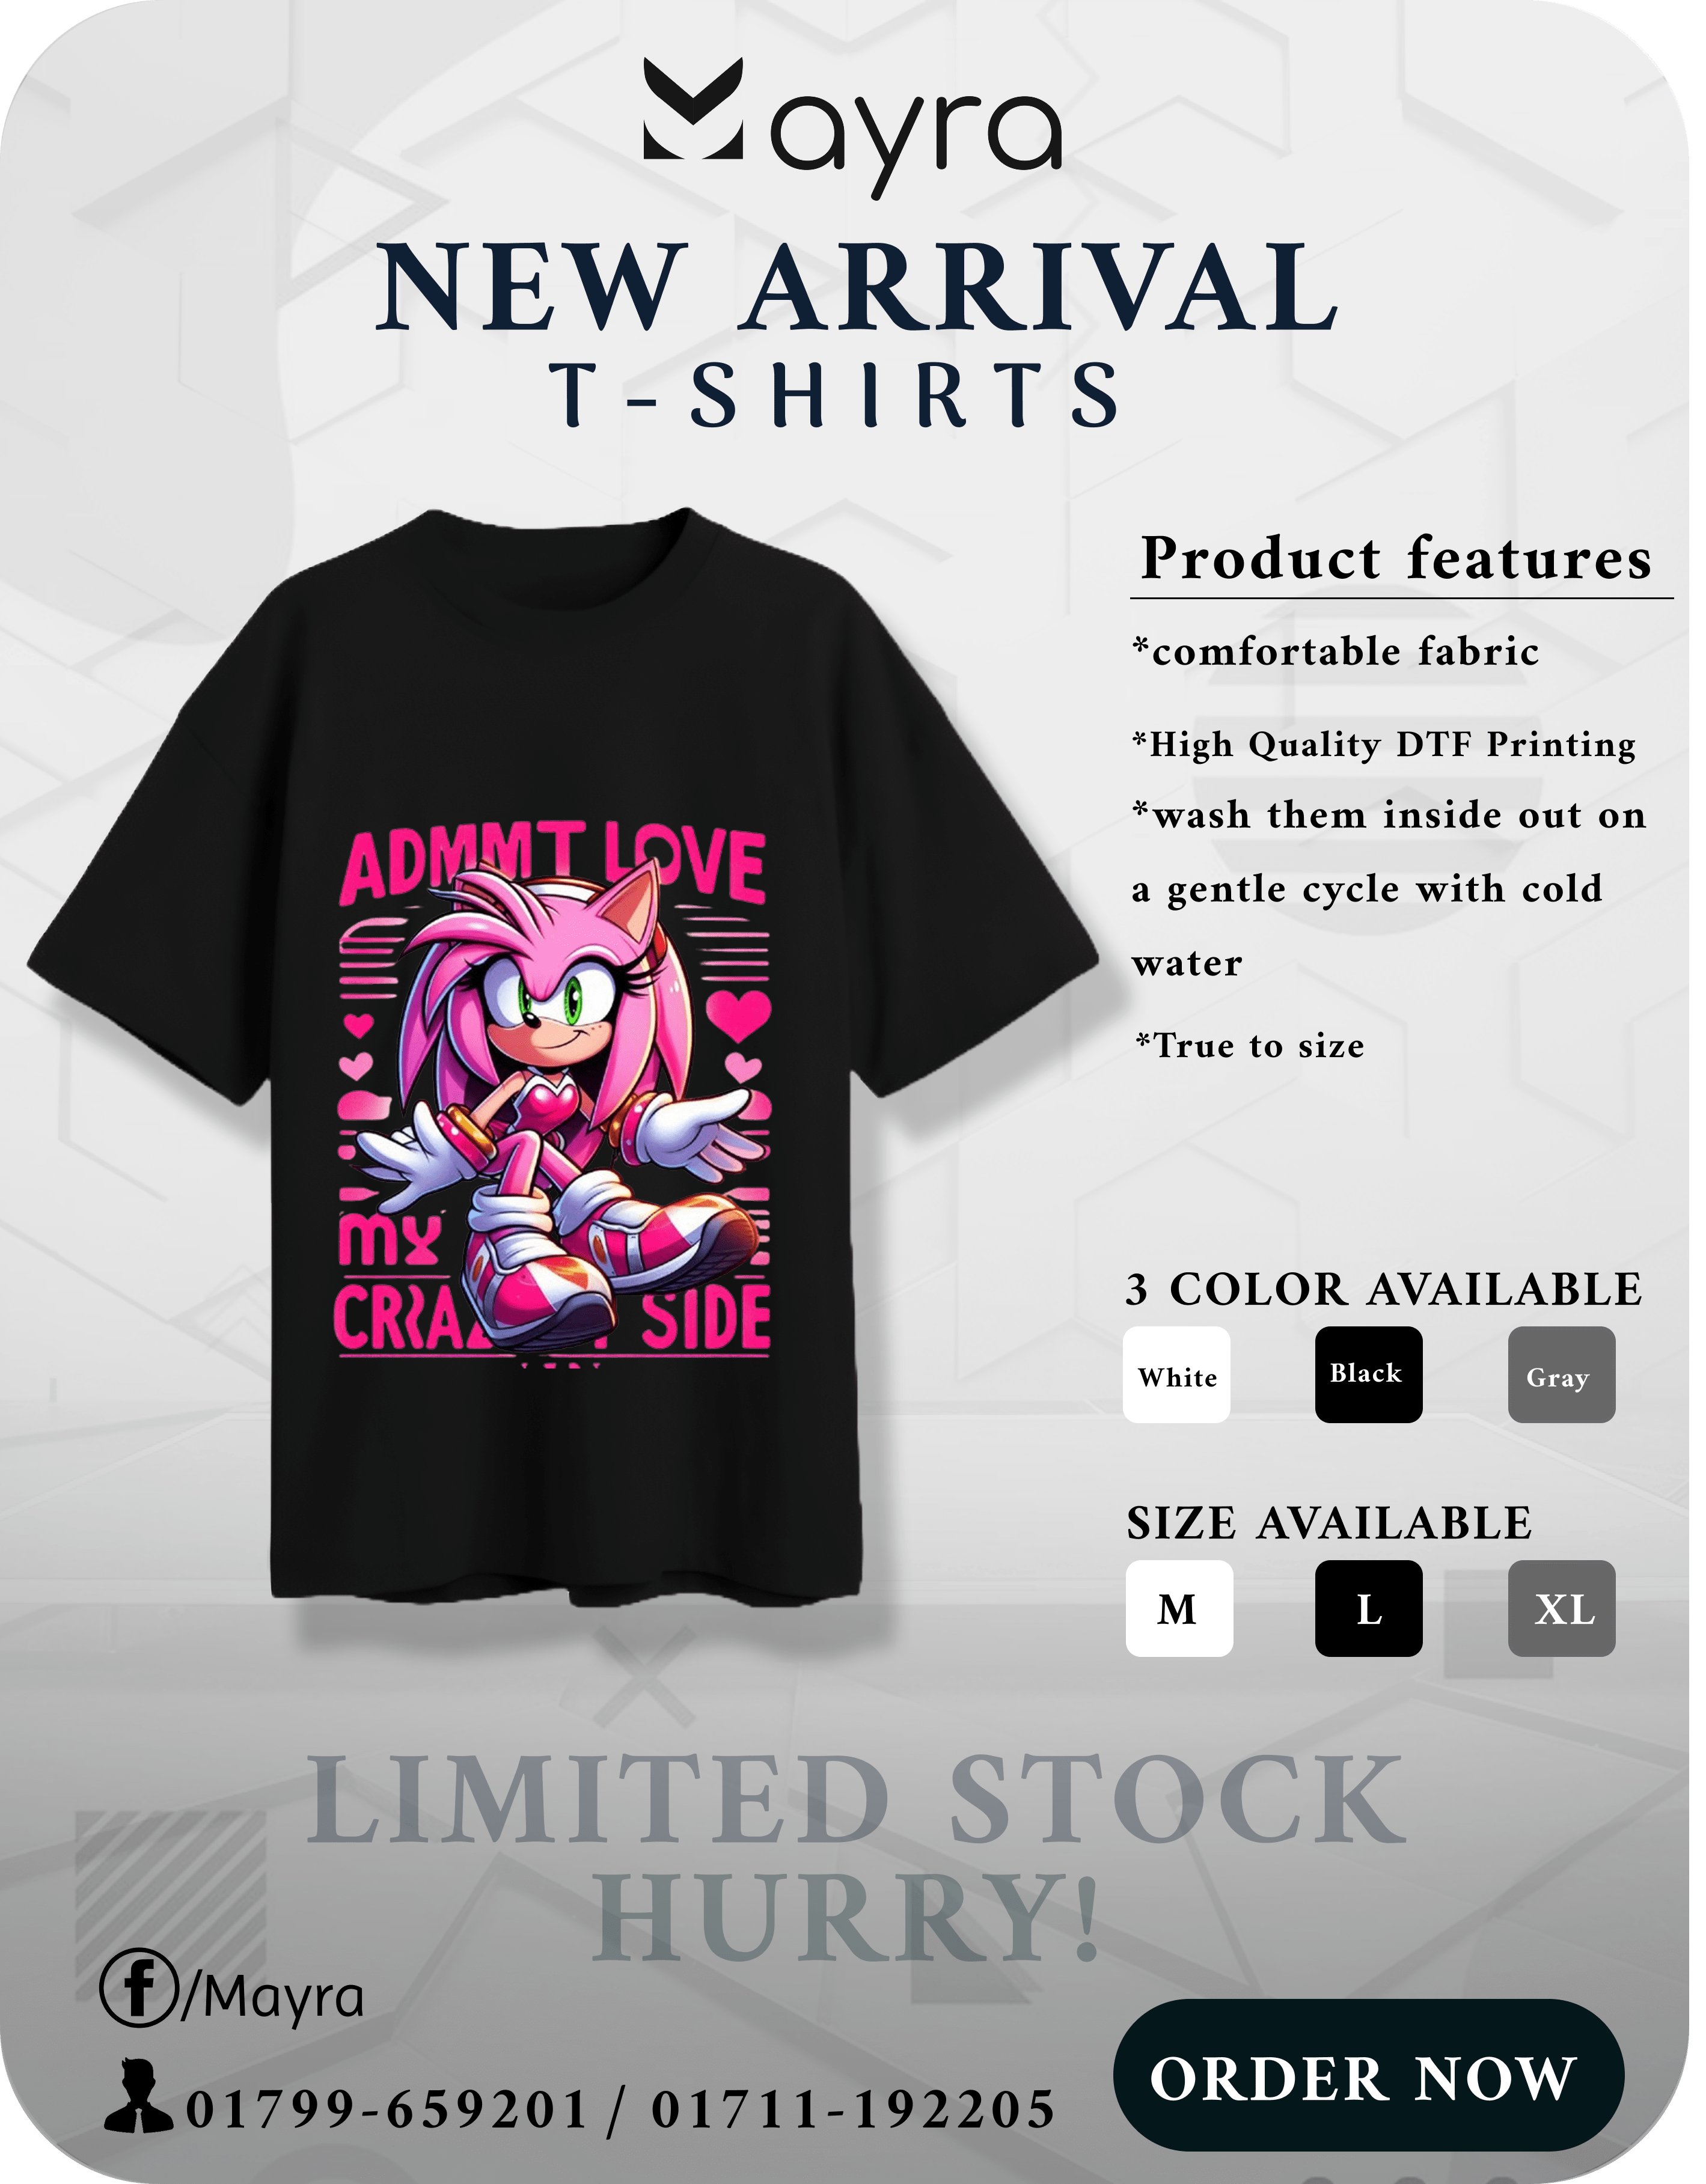 Mayra
NEW ARRIVAL
T-SHIRTS
Product features
*comfortable fabric
*High Quality DTF Printing
*wash them inside out on
a gentle cycle with cold
water
*True to size
ADMMT LOVE
my
SIDE
3 COLOR AVAILABLE
White Black Gray
SIZE AVAILABLE
M L XL
LIMITED STOCK
HURRY!
/Mayra
01799-659201 / 01711-192205
ORDER NOW